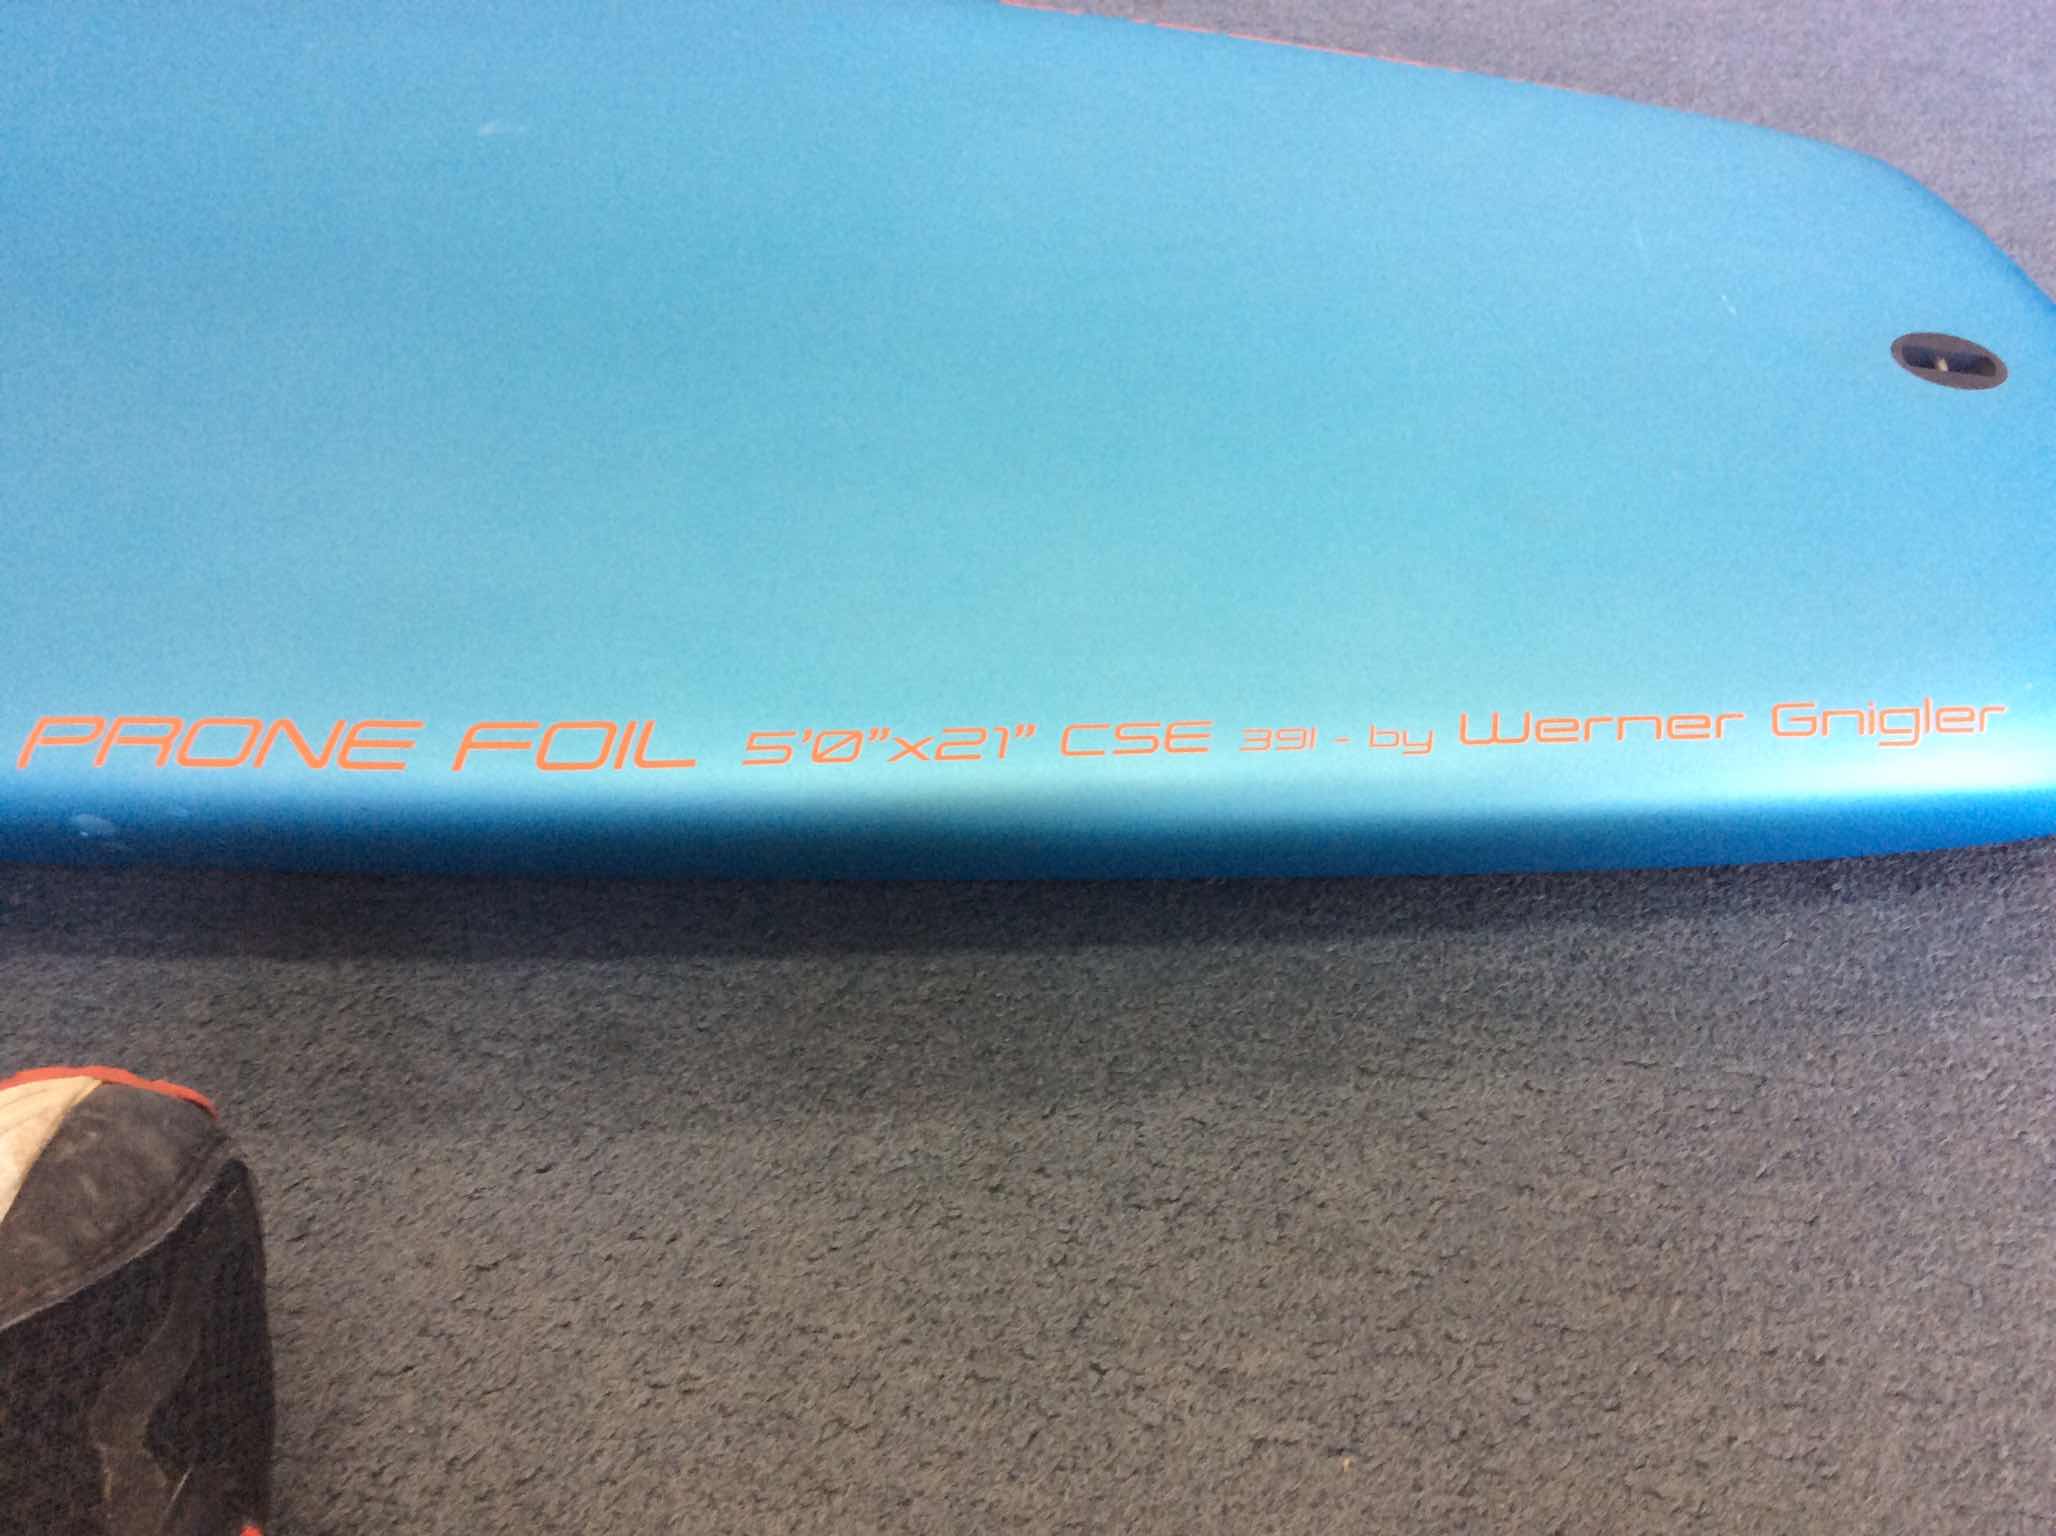 PRONE FOIL 5'0"x21" CSE 39l - by Werner Gnigler